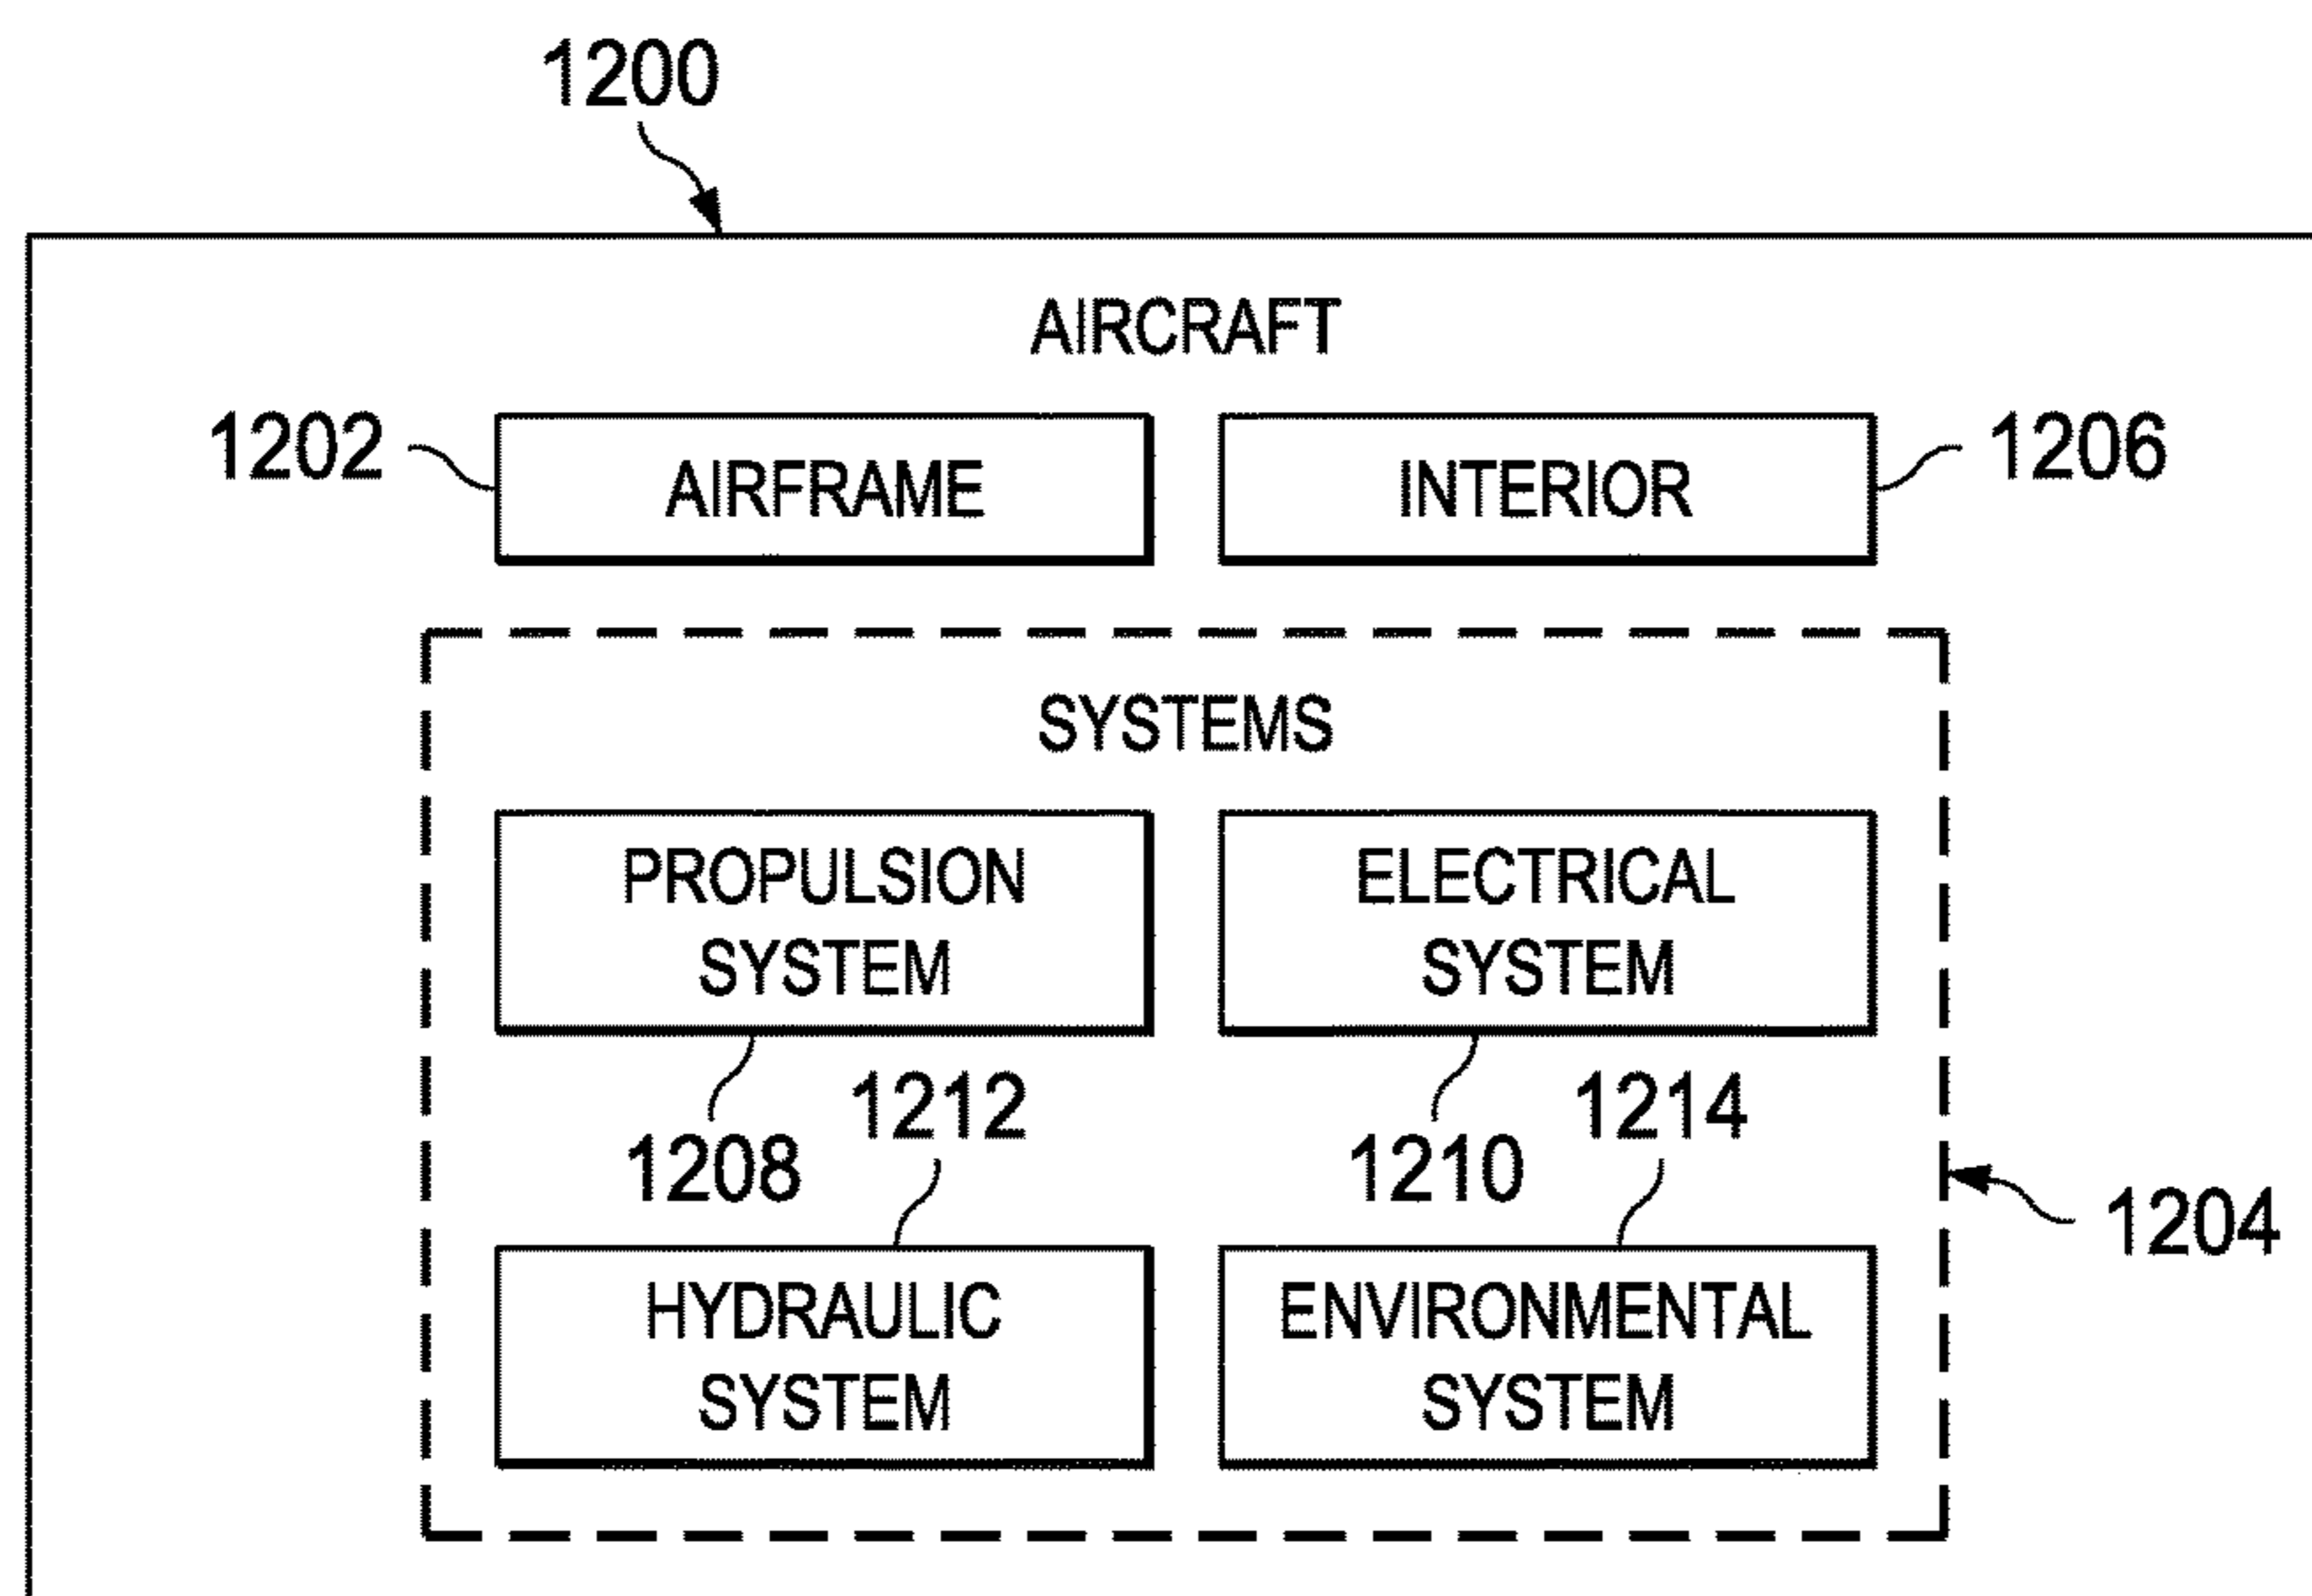 1200
AIRCRAFT
1202
AIRFRAME
INTERIOR
1206
SYSTEMS
PROPULSION
SYSTEM
ELECTRICAL
SYSTEM
1208
1212
1210
1214
1204
HYDRAULIC
SYSTEM
ENVIRONMENTAL
SYSTEM